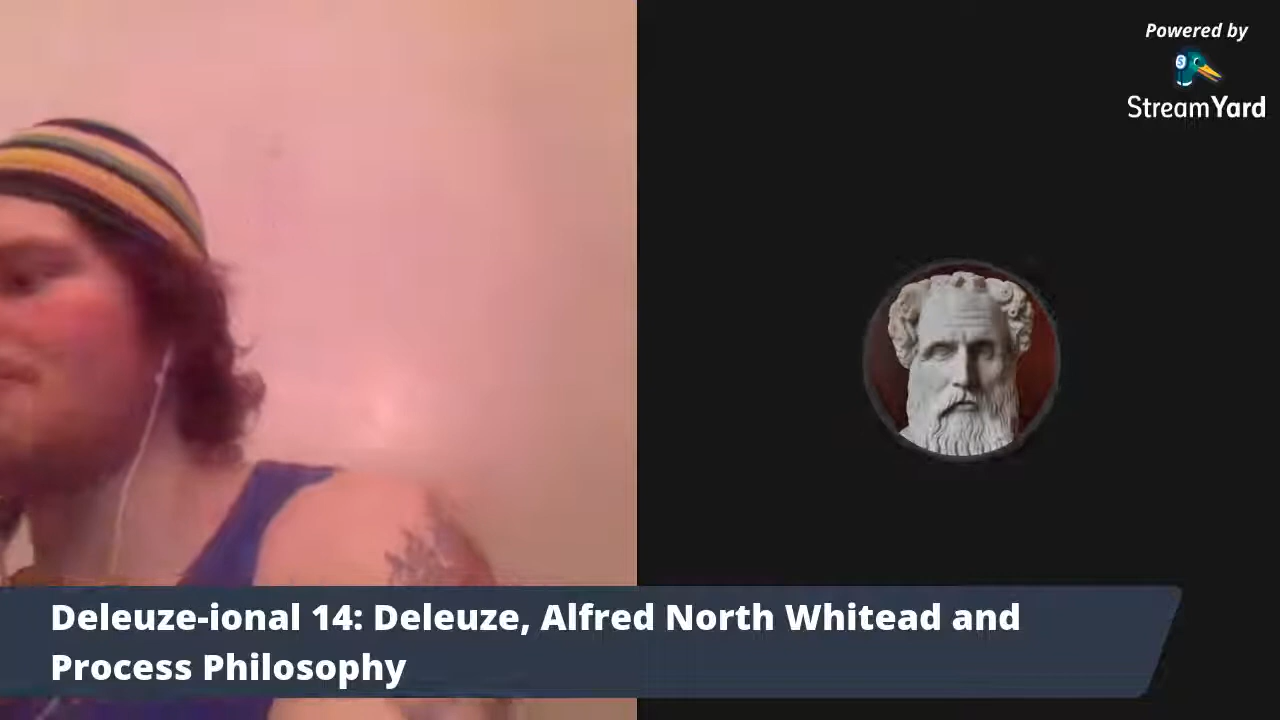 Powered by
S
StreamYard
Deleuze-ional 14: Deleuze, Alfred North Whitead and
Process Philosophy